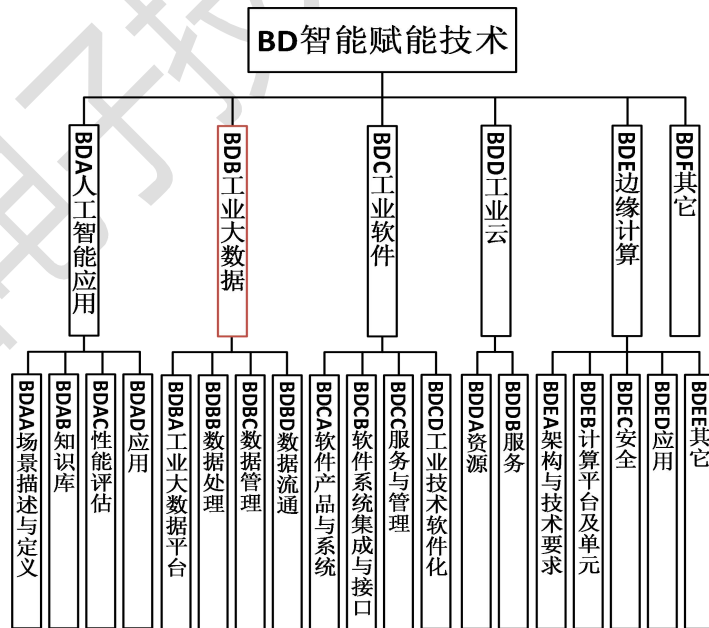 BD智能赋能技术
BDA人工智能应用
BDB工业大数据
BDC工业软件
BDD工业云
BDE边缘计算
BDF其它
BDAA场景描述与定义
BDAB知识库
BDAC性能评估
BDAD应用
BDBA工业大数据平台
BDBB数据处理
BDBC数据管理
BDBD数据流通
BDCA软件产品与系统
BDCB软件系统集成与接口
BDCC服务与管理
BDCD工业技术软件化
BDDA资源
BDDB服务
BDEA架构与技术要求
BDEB计算平台及单元
BDEC安全
BDED应用
BDEE其它
电子技